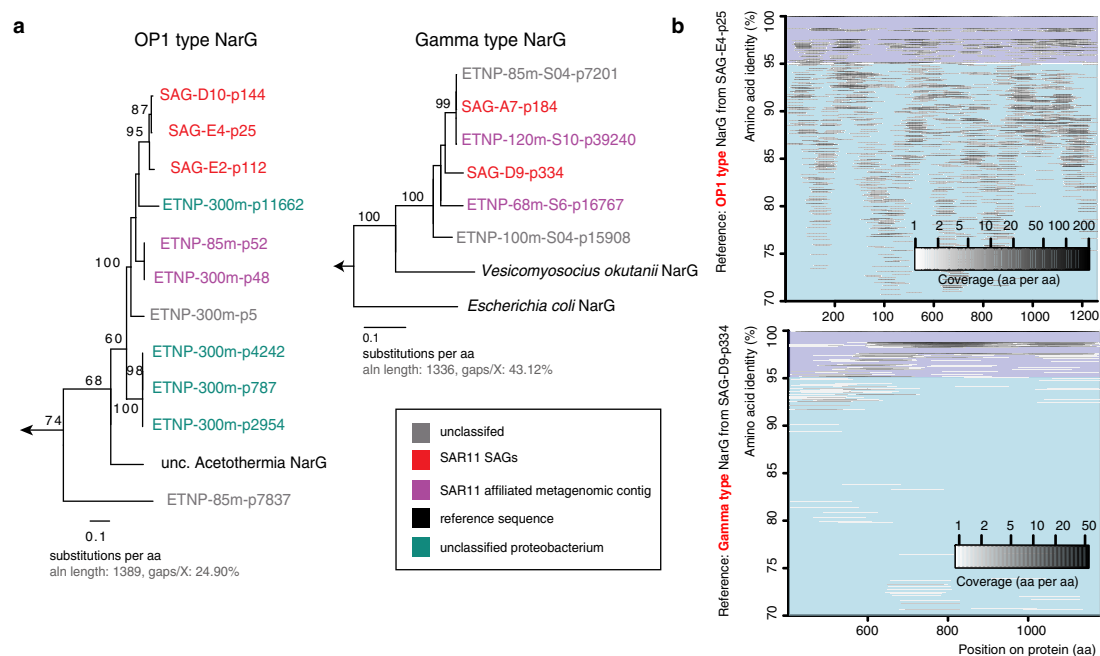 a
OP1 type NarG
87
95
SAG-D10-p144
SAG-E4-p25
SAG-E2-p112
ETNP-300m-p11662
ETNP-85m-p52
100
ETNP-300m-p48
ETNP-300m-p5
60
ETNP-300m-p4242
98
68
ETNP-300m-p787
100
ETNP-300m-p2954
74
unc. Acetothermia NarG
ETNP-85m-p7837
0.1
substitutions per aa
aln length: 1389, gaps/X: 24.90%
Gamma type NarG
ETNP-85m-S04-p7201
99
SAG-A7-p184
ETNP-120m-S10-p39240
SAG-D9-p334
100
ETNP-68m-S6-p16767
100
ETNP-100m-S04-p15908
Vesicomyosocius okutanii NarG
Escherichia coli NarG
0.1
substitutions per aa
aln length: 1336, gaps/X: 43.12%
unclassifed
SAR11 SAGs
SAR11 affiliated metagenomic contig
reference sequence
unclassified proteobacterium
b
Reference: OP1 type NarG from SAG-E4-p25
Amino acid identity (%)
100
95
90
85
80
75
70
1 2 5 10 20 50 100 200
Coverage (aa per aa)
200 100 600 800 1000 1200
Reference: Gamma type NarG from SAG-D9-p334
Amino acid identity (%)
100
95
90
85
80
75
70
1 2 5 10 20 50
Coverage (aa per aa)
600 800 1000
Position on protein (aa)